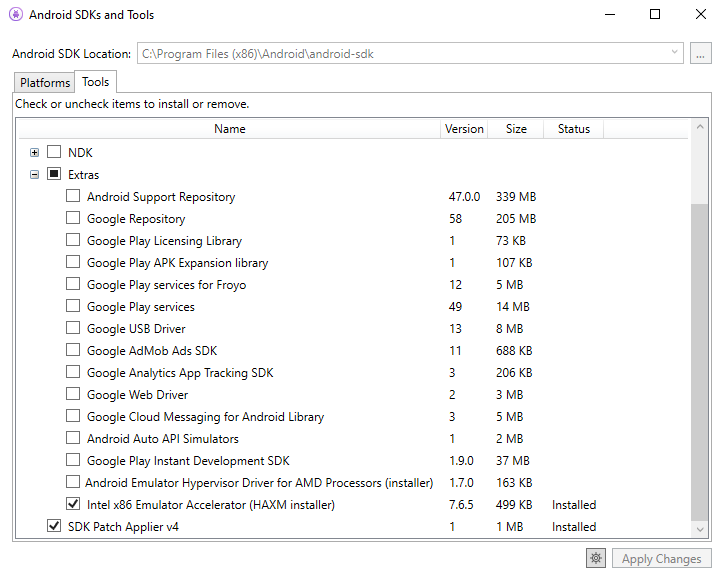 Android SDKs and Tools
Android SDK Location: C:\Program Files (x86)\Android\android-sdk ...
Platforms Tools
Check or uncheck items to install or remove.
Name Version Size Status
NDK
Extras
Android Support Repository 47.0.0 339 MB
Google Repository 58 205 MB
Google Play Licensing Library 1 73 KB
Google Play APK Expansion library 1 107 KB
Google Play services for Froyo 12 5 MB
Google Play services 49 14 MB
Google USB Driver 13 8 MB
Google AdMob Ads SDK 11 688 KB
Google Analytics App Tracking SDK 3 206 KB
Google Web Driver 2 3 MB
Google Cloud Messaging for Android Library 3 5 MB
Android Auto API Simulators 1 2 MB
Google Play Instant Development SDK 1.9.0 37 MB
Android Emulator Hypervisor Driver for AMD Processors (installer) 1.7.0 163 KB
Intel x86 Emulator Accelerator (HAXM installer) 7.6.5 499 KB Installed
SDK Patch Applier v4 1 1 MB Installed
Apply Changes